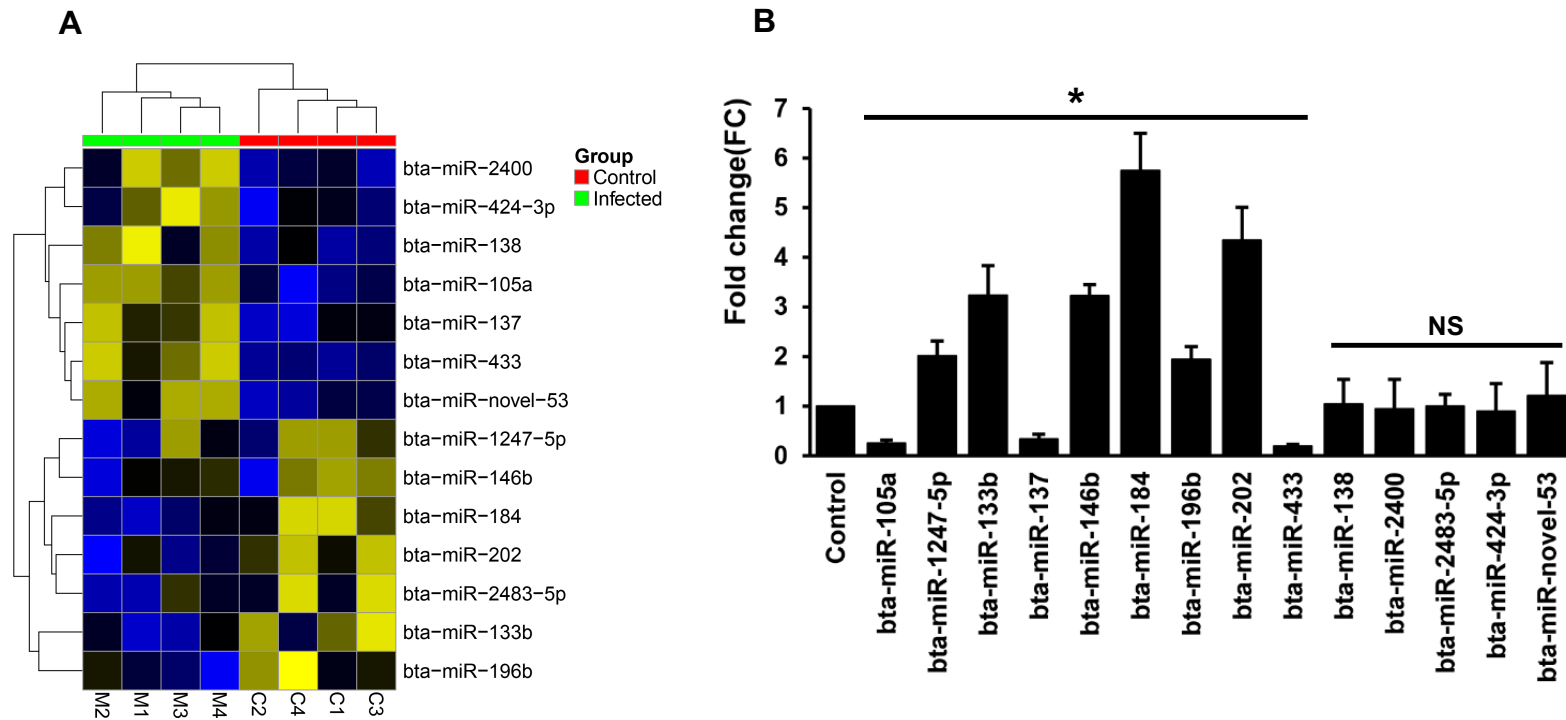 A
bta−miR−2400
bta−miR−424−3p
bta−miR−138
bta−miR−105a
bta−miR−137
bta−miR−433
bta−miR−novel−53
bta−miR−1247−5p
bta−miR−146b
bta−miR−184
bta−miR−202
bta−miR−2483−5p
bta−miR−133b
bta−miR−196b
M2
M1
M3
M4
C2
C4
C1
C3
Group
Control
Infected
B
Fold change(FC)
7
6
5
4
3
2
1
0
*
NS
Control
bta-miR-105a
bta-miR-1247-5p
bta-miR-133b
bta-miR-137
bta-miR-146b
bta-miR-184
bta-miR-196b
bta-miR-202
bta-miR-433
bta-miR-138
bta-miR-2400
bta-miR-2483-5p
bta-miR-424-3p
bta-miR-novel-53